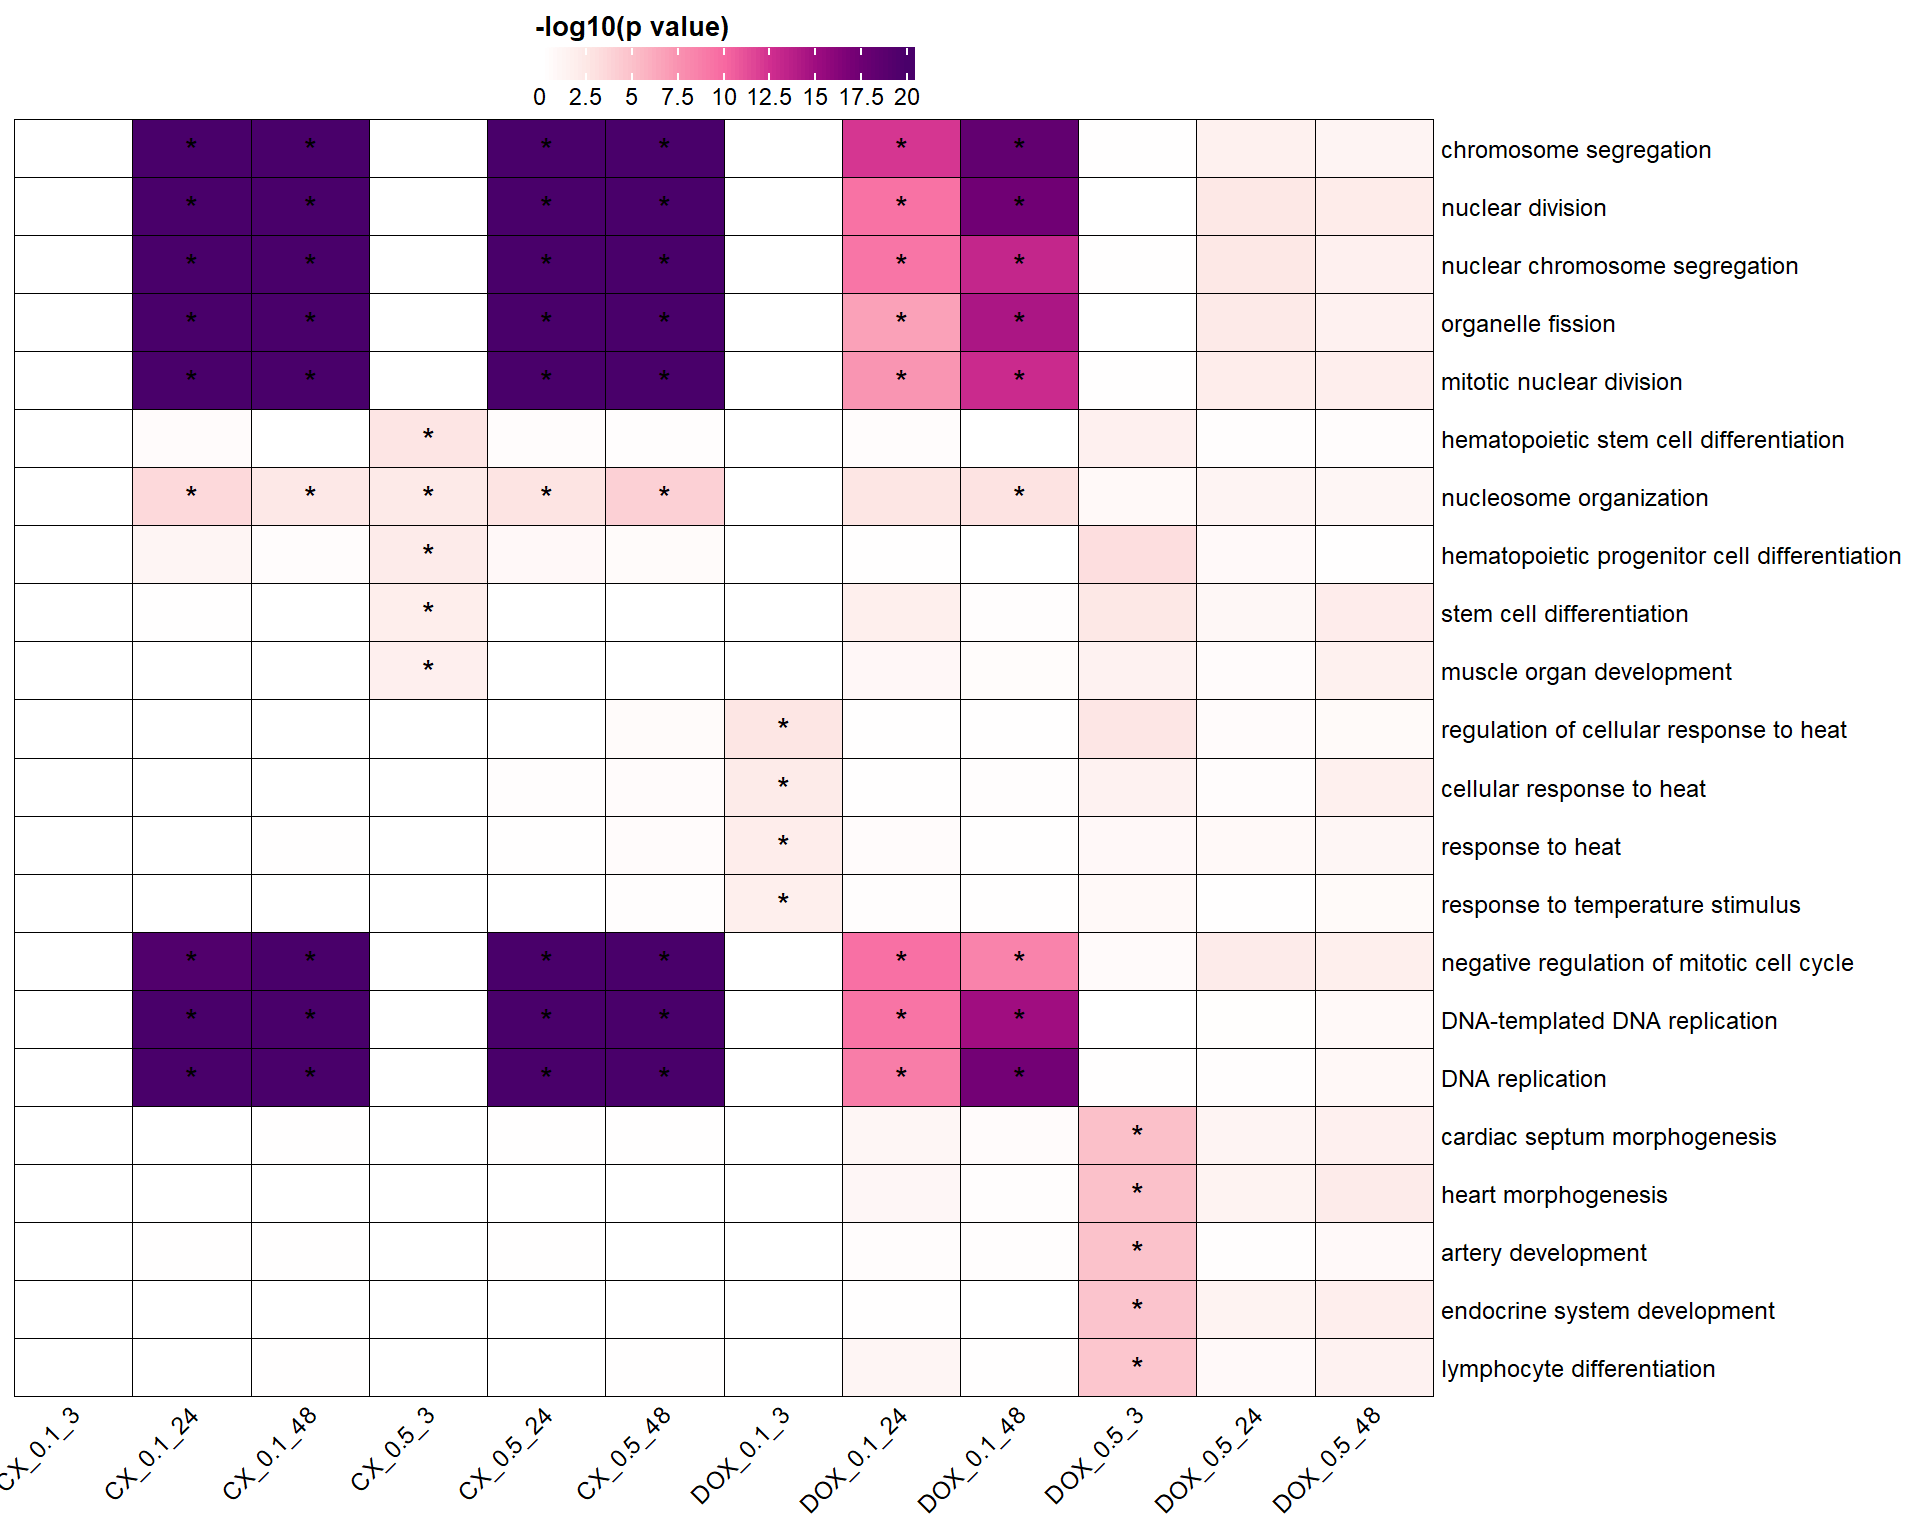 -log10(p value)
0 2.5 5 7.5 10 12.5 15 17.5 20
* * * * * * chromosome segregation
* * * * * * nuclear division
* * * * * * nuclear chromosome segregation
* * * * * * organelle fission
* * * * * * mitotic nuclear division
* hematopoietic stem cell differentiation
* * * * * * nucleosome organization
* hematopoietic progenitor cell differentiation
* stem cell differentiation
* muscle organ development
* regulation of cellular response to heat
* cellular response to heat
* response to heat
* response to temperature stimulus
* * * * * * negative regulation of mitotic cell cycle
* * * * * * DNA-templated DNA replication
* * * * * * DNA replication
* cardiac septum morphogenesis
* heart morphogenesis
* artery development
* endocrine system development
* lymphocyte differentiation
CX_0.1_3
CX_0.1_24
CX_0.1_48
CX_0.5_3
CX_0.5_24
CX_0.5_48
DOX_0.1_3
DOX_0.1_24
DOX_0.1_48
DOX_0.5_3
DOX_0.5_24
DOX_0.5_48